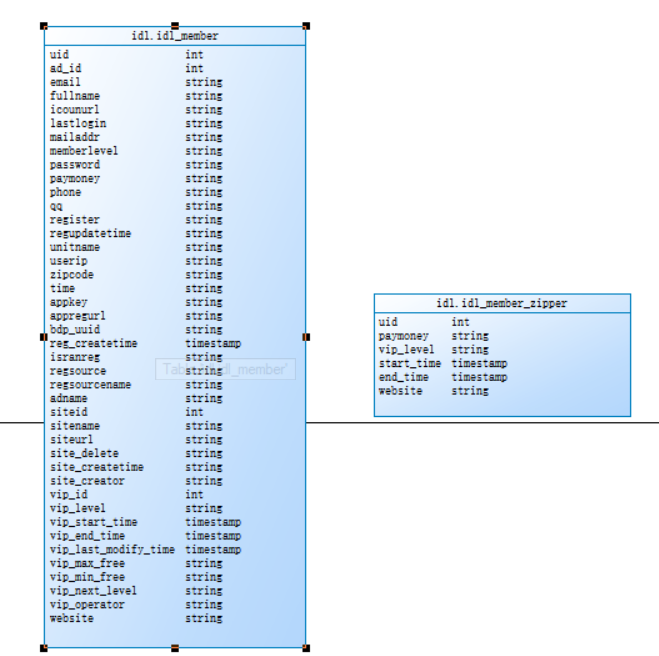 idl.idl_member
uid int
ad_id int
email string
fullname string
icounurl string
lastlogin string
mailaddr string
memberlevel string
password string
paymoney string
phone string
qq string
register string
regupdatetime string
unitname string
userip string
zipcode string
time string
appkey string
appregurl string
bdp_uuid string
reg_createtime timestamp
isranreg string
regsource string
regsourcename string
adname string
siteid int
sitename string
siteurl string
site_delete string
site_createtime string
site_creator string
vip_id int
vip_level string
vip_start_time timestamp
vip_end_time timestamp
vip_last_modify_time timestamp
vip_max_free string
vip_min_free string
vip_next_level string
vip_operator string
website string
idl.idl_member_zipper
uid int
paymoney string
vip_level string
start_time timestamp
end_time timestamp
website string